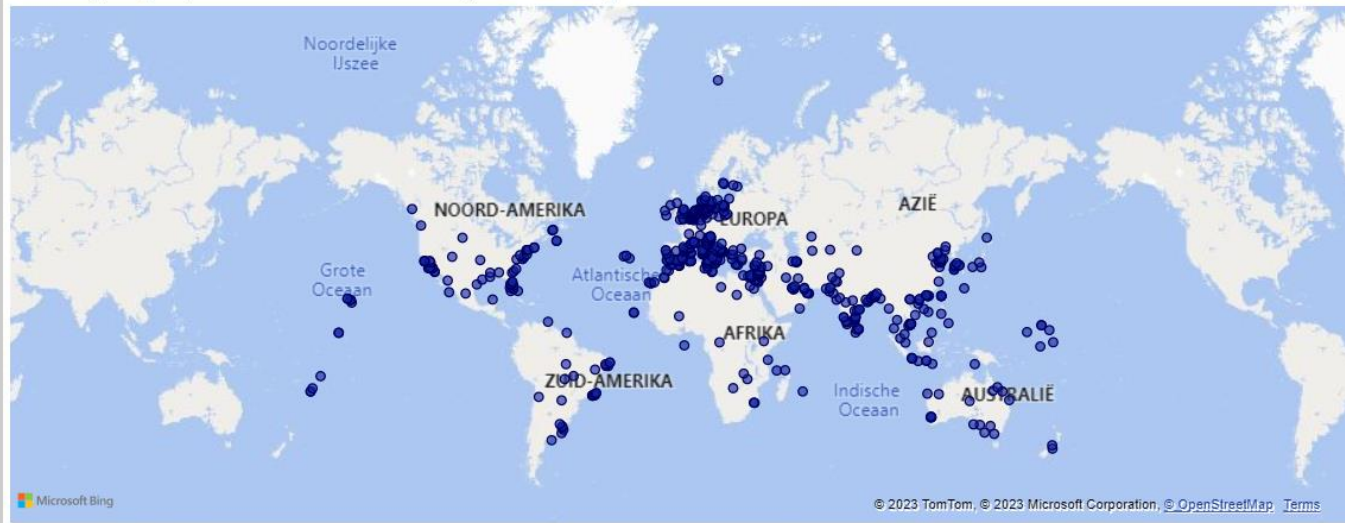 Noordelijke
IJszee
NOORD-AMERIKA
EUROPA
AZIË
Grote
Oceaan
Atlantische
Oceaan
AFRIKA
ZUID-AMERIKA
Indische
Oceaan
AUSTRALIË
Microsoft Bing
© 2023 TomTom, © 2023 Microsoft Corporation, © OpenStreetMap Terms